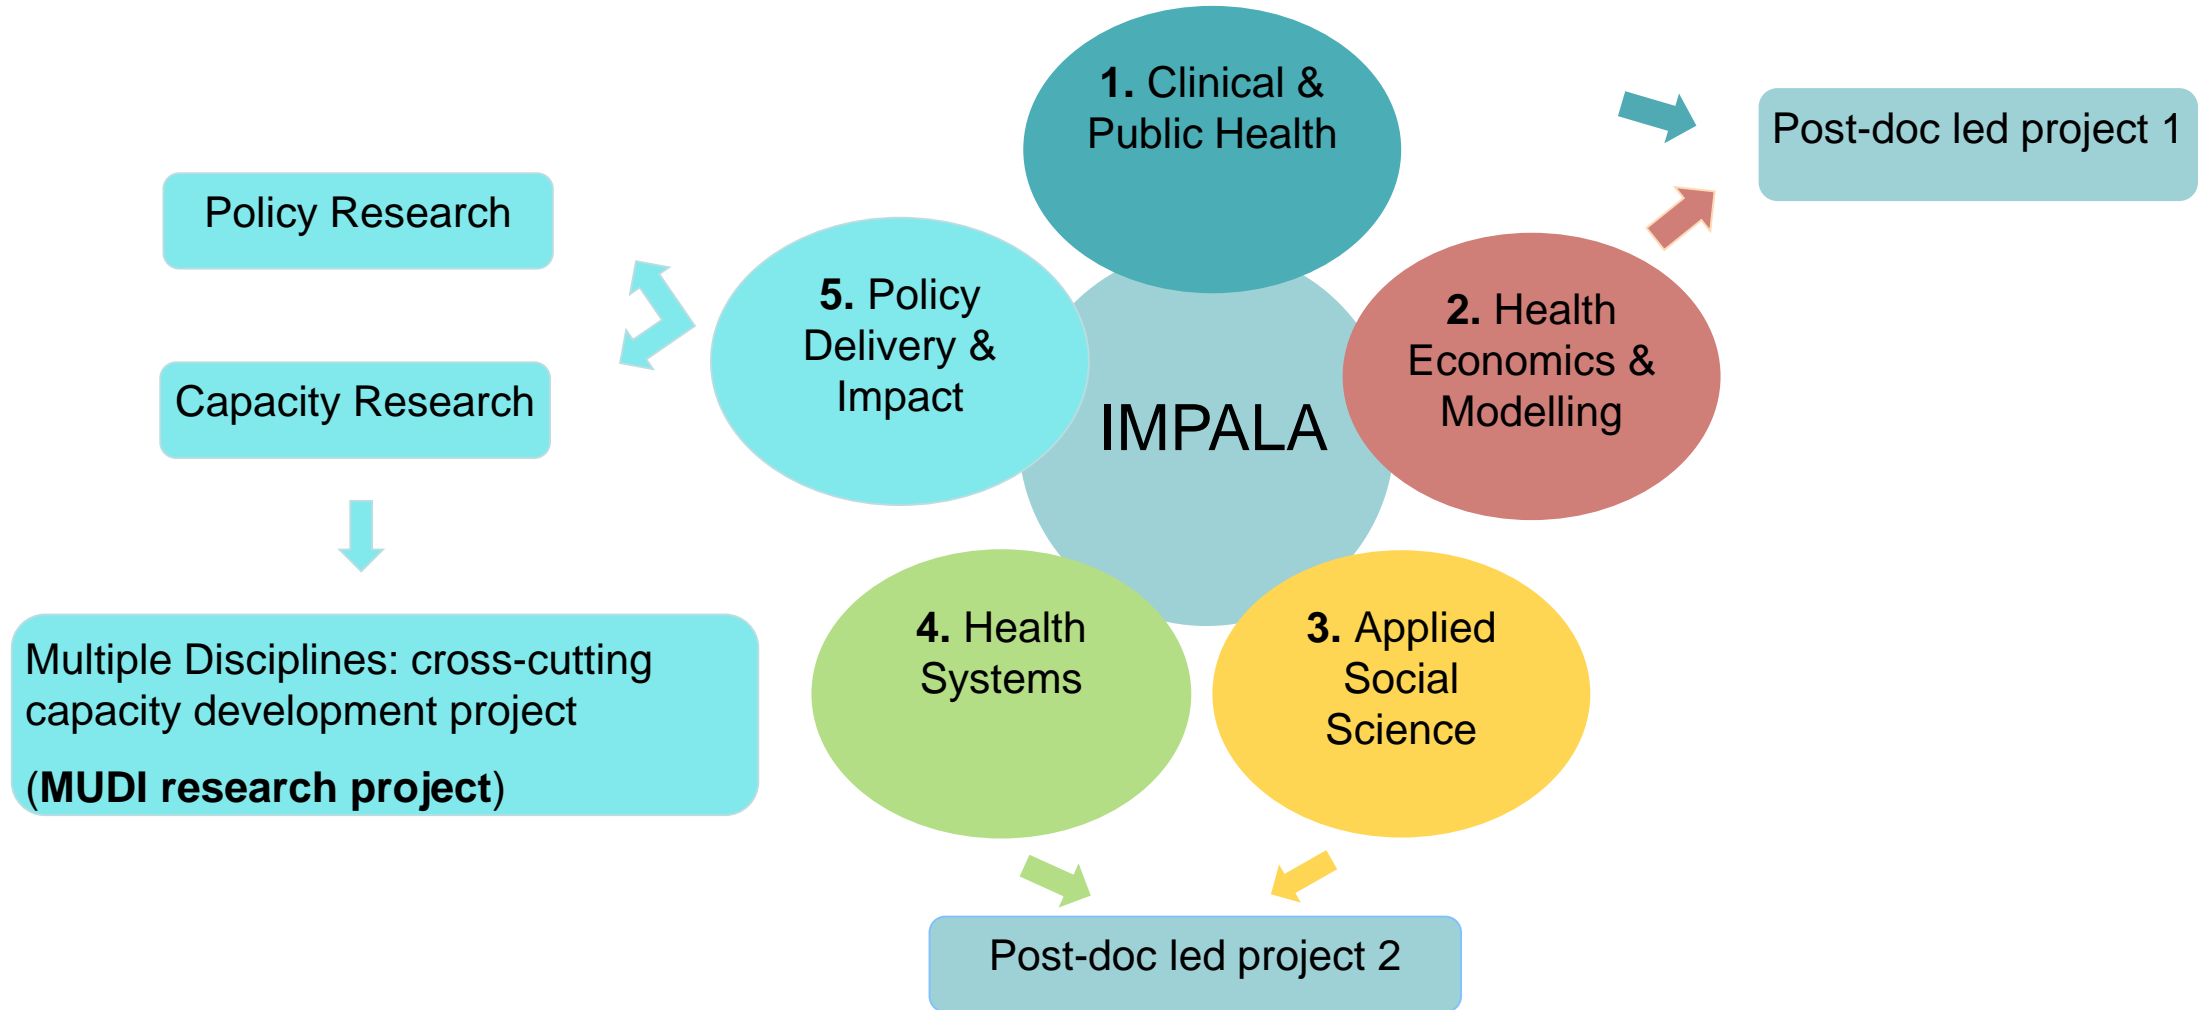 1. Clinical &
Public Health
Post-doc led project 1
Policy Research
5. Policy
Delivery &
Impact
2. Health
Economics &
Modelling
Capacity Research
IMPALA
4. Health
Systems
3. Applied
Social
Science
Multiple Disciplines: cross-cutting
capacity development project
(MUDI research project)
Post-doc led project 2